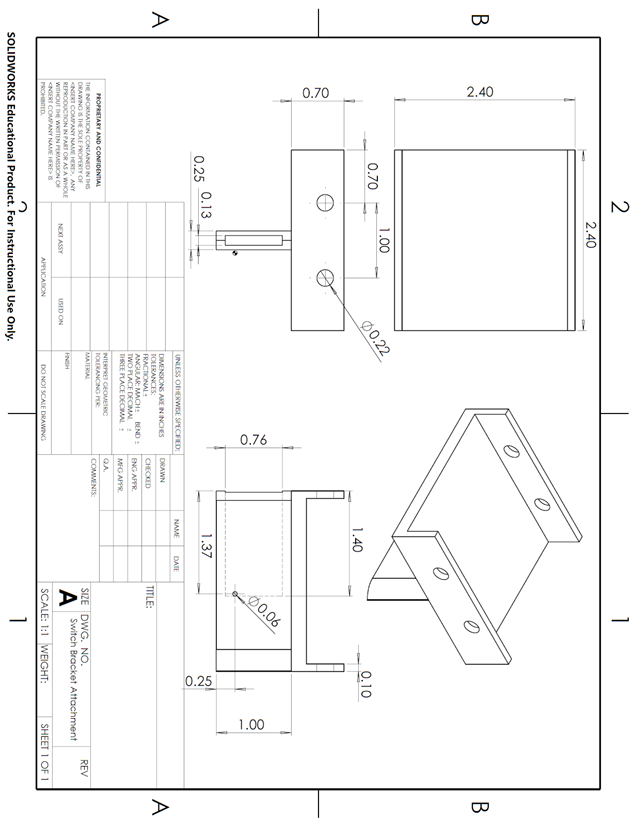 B
A
2
1
2.40
2.40
0.70
0.70
1.00
Ø0.22
0.25
0.13
0.76
1.40
1.37
Ø0.06
0.10
0.25
1.00
PROPRIETARY AND CONFIDENTIAL
THE INFORMATION CONTAINED IN THIS
DRAWING IS THE SOLE PROPERTY OF
<INSERT COMPANY NAME HERE>. ANY
REPRODUCTION IN PART OR AS A WHOLE
WITHOUT THE WRITTEN PERMISSION OF
<INSERT COMPANY NAME HERE> IS
PROHIBITED.
NEXT ASSY
USED ON
APPLICATION
UNLESS OTHERWISE SPECIFIED:
DIMENSIONS ARE IN INCHES
TOLERANCES:
FRACTIONAL ±
ANGULAR: MACH ± BEND ±
TWO PLACE DECIMAL ±
THREE PLACE DECIMAL ±
INTERPRET GEOMETRIC
TOLERANCING PER:
MATERIAL
FINISH
DO NOT SCALE DRAWING
NAME
DATE
DRAWN
CHECKED
ENG APPR.
MFG APPR.
Q.A.
COMMENTS:
TITLE:
SIZE
A
DWG. NO.
Switch Bracket Attachment
REV
SCALE: 1:1
WEIGHT:
SHEET 1 OF 1
B
A
2
1
SOLIDWORKS Educational Product. For Instructional Use Only.